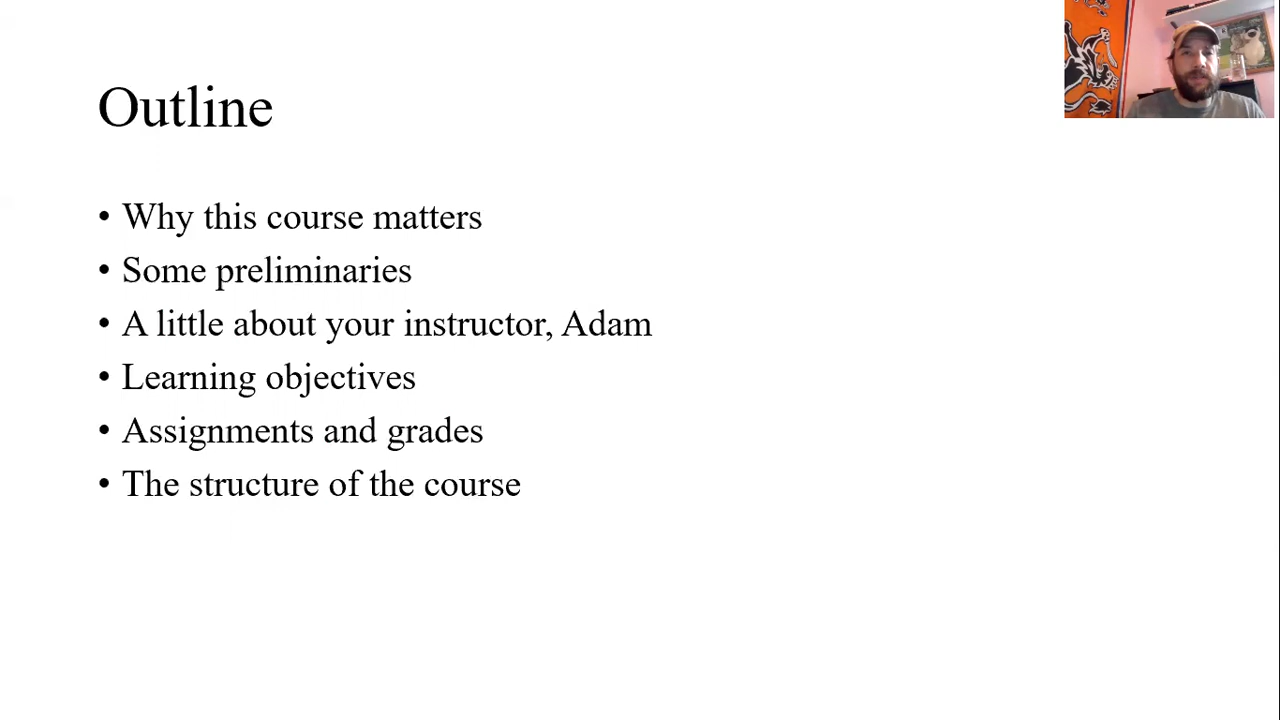 Outline
• Why this course matters
• Some preliminaries
• A little about your instructor, Adam
• Learning objectives
• Assignments and grades
• The structure of the course